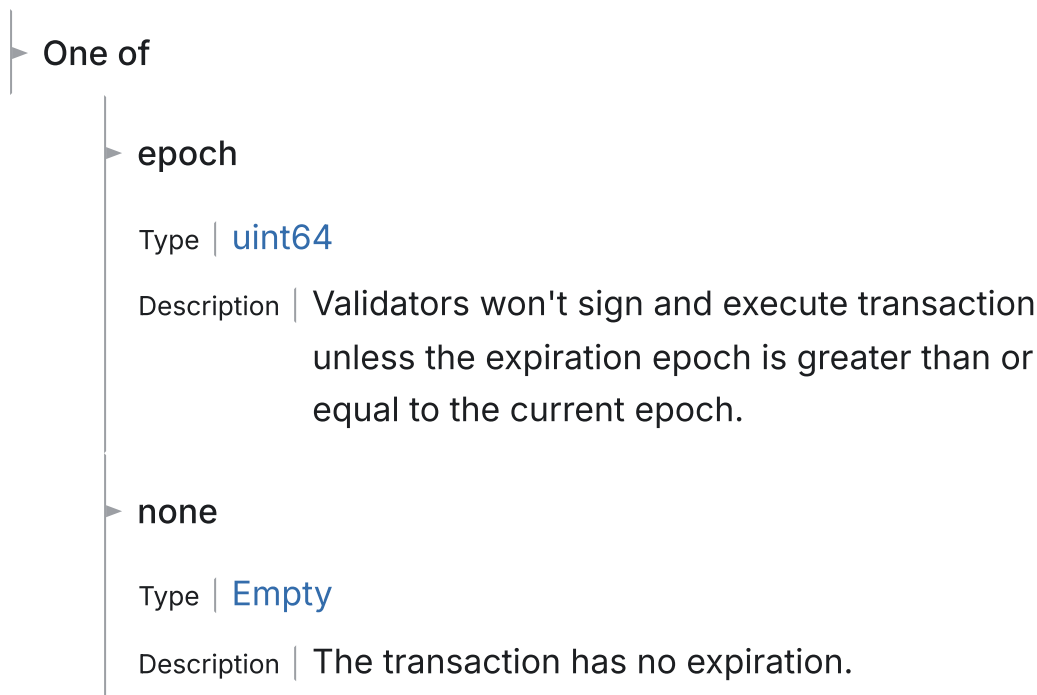 One of
epoch
Type uint64
Description Validators won't sign and execute transaction
unless the expiration epoch is greater than or
equal to the current epoch.
none
Type Empty
Description The transaction has no expiration.